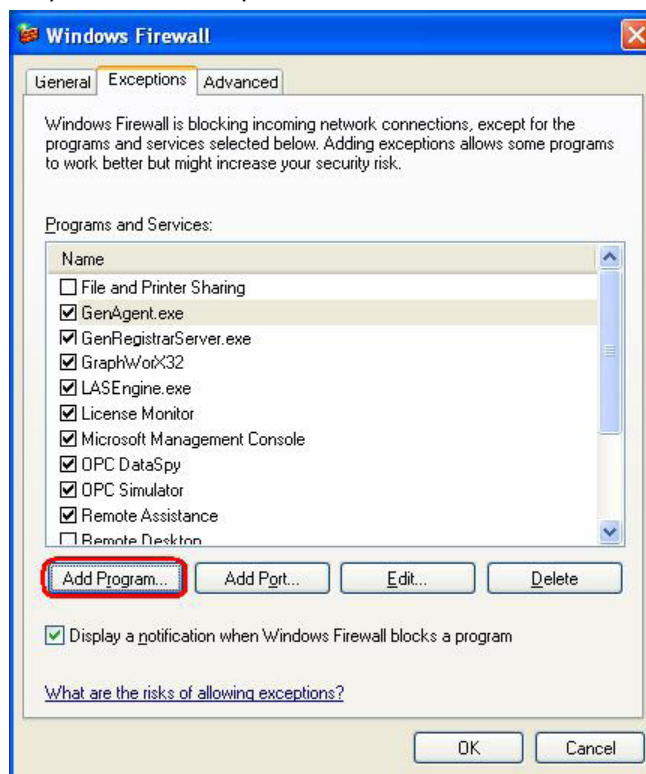 Windows Firewall
General Exceptions Advanced
Windows Firewall is blocking incoming network connections, except for the
programs and services selected below. Adding exceptions allows some programs
to work better but might increase your security risk.
Programs and Services:
Name
File and Printer Sharing
GenAgent.exe
GenRegistrarServer.exe
GraphWorX32
LASEngine.exe
License Monitor
Microsoft Management Console
OPC DataSpy
OPC Simulator
Remote Assistance
Remote Desktop
Add Program... Add Port... Edit... Delete
Display a notification when Windows Firewall blocks a program
What are the risks of allowing exceptions?
OK Cancel